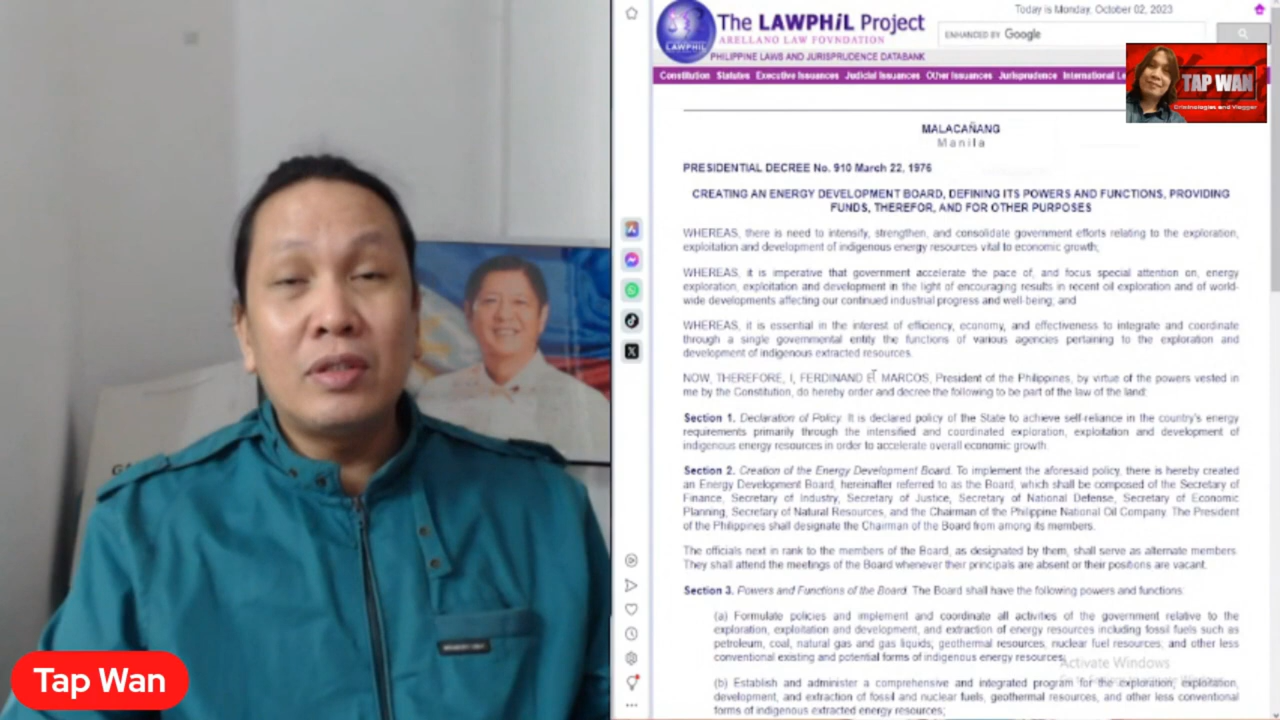 The LAWPHiL Project
ARELLANO LAW FOUNDATION
PHILIPPINE LAWS AND JURISPRUDENCE DATABANK
LAWPHiL
Today is Monday, October 02, 2023
ENHANCED BY Google
Constitution Statutes Executive Issuances Judicial Issuances Other Issuances Jurisprudence International
TAP WAN
Criminologist and Vlogger
MALACAÑANG
Manila
PRESIDENTIAL DECREE No. 910 March 22, 1976
CREATING AN ENERGY DEVELOPMENT BOARD, DEFINING ITS POWERS AND FUNCTIONS, PROVIDING
FUNDS, THEREFOR, AND FOR OTHER PURPOSES
WHEREAS, there is need to intensify, strengthen, and consolidate government efforts relating to the exploration,
exploitation and development of indigenous energy resources vital to economic growth;
WHEREAS, it is imperative that government accelerate the pace of, and focus special attention on, energy
exploration, exploitation and development in the light of encouraging results in recent oil exploration and of world-
wide developments affecting our continued industrial progress and well-being; and
WHEREAS, it is essential in the interest of efficiency, economy, and effectiveness to integrate and coordinate
through a single governmental entity the functions of various agencies pertaining to the exploration and
development of indigenous extracted resources.
NOW, THEREFORE, I, FERDINAND E. MARCOS, President of the Philippines, by virtue of the powers vested in
me by the Constitution, do hereby order and decree the following to be part of the law of the land:
Section 1. Declaration of Policy. It is declared policy of the State to achieve self-reliance in the country's energy
requirements primarily through the intensified and coordinated exploration, exploitation and development of
indigenous energy resources in order to accelerate overall economic growth.
Section 2. Creation of the Energy Development Board. To implement the aforesaid policy, there is hereby created
an Energy Development Board, hereinafter referred to as the Board, which shall be composed of the Secretary of
Finance, Secretary of Industry, Secretary of Justice, Secretary of National Defense, Secretary of Economic
Planning, Secretary of Natural Resources, and the Chairman of the Philippine National Oil Company. The President
of the Philippines shall designate the Chairman of the Board from among its members.
The officials next in rank to the members of the Board, as designated by them, shall serve as alternate members.
They shall attend the meetings of the Board whenever their principals are absent or their positions are vacant.
Section 3. Powers and Functions of the Board. The Board shall have the following powers and functions:
(a) Formulate policies and implement and coordinate all activities of the government relative to the
exploration, exploitation and development, and extraction of energy resources including fossil fuels such as
petroleum, coal, natural gas and gas liquids; geothermal resources, nuclear fuel resources, and other less
conventional existing and potential forms of indigenous energy resources;
Activate Windows
(b) Establish and administer a comprehensive and integrated program for the exploration, exploitation,
development, and extraction of fossil and nuclear fuels, geothermal resources, and other less conventional
forms of indigenous extracted energy resources;
Tap Wan